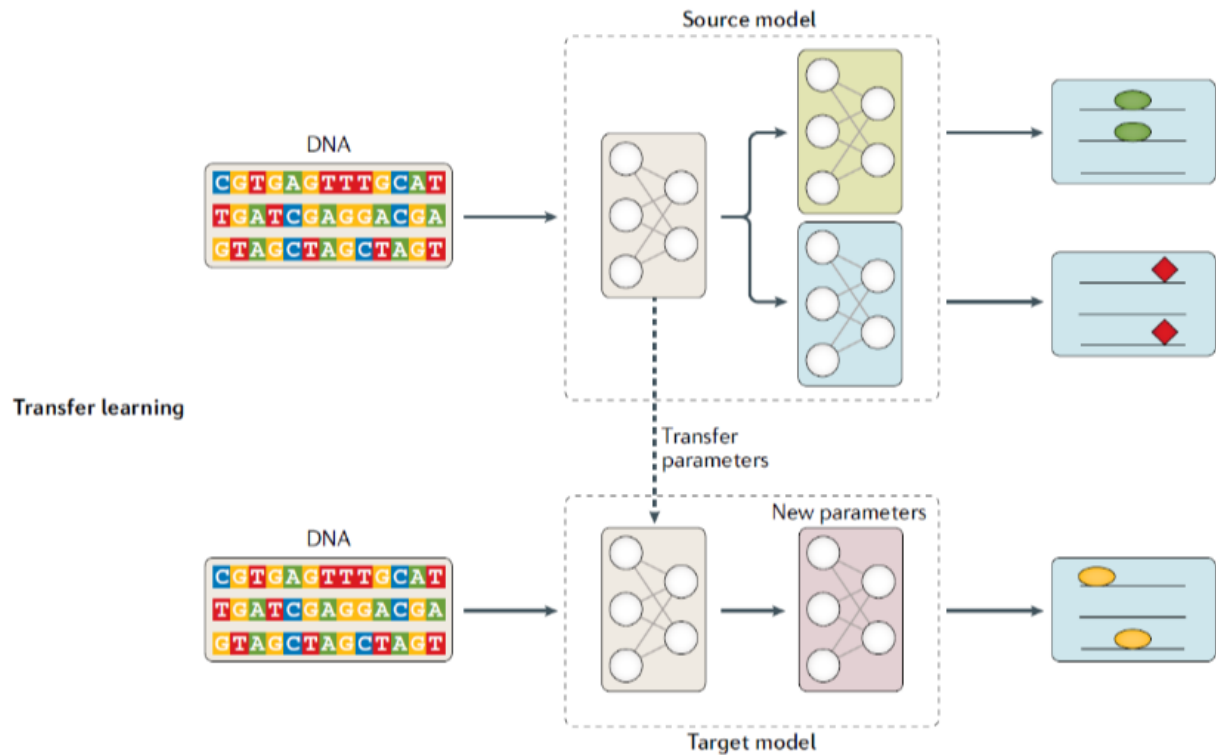 Source model
DNA
CGTGAGTTTGCAT
TGATCGAGGACGA
GTAGCTAGCTAGT
Transfer learning
Transfer
parameters
New parameters
DNA
CGTGAGTTTGCAT
TGATCGAGGACGA
GTAGCTAGCTAGT
Target model